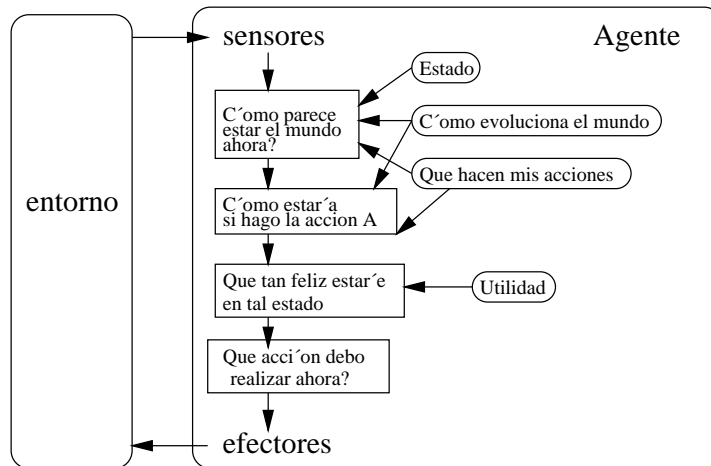 sensores
Agente
Estado
C´omo parece
estar el mundo
ahora?
C´omo evoluciona el mundo
Que hacen mis acciones
entorno
C´omo estar´a
si hago la accion A
Que tan feliz estar´e
en tal estado
Utilidad
Que acci´on debo
realizar ahora?
efectores